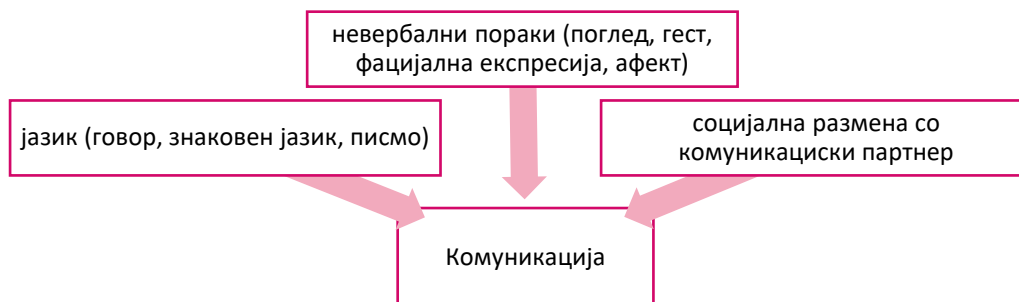 невербални пораки (поглед, гест,
фацијална експресија, афект)
јазик (говор, знаковен јазик, писмо)
социјална размена со
комуникациски партнер
Комуникација